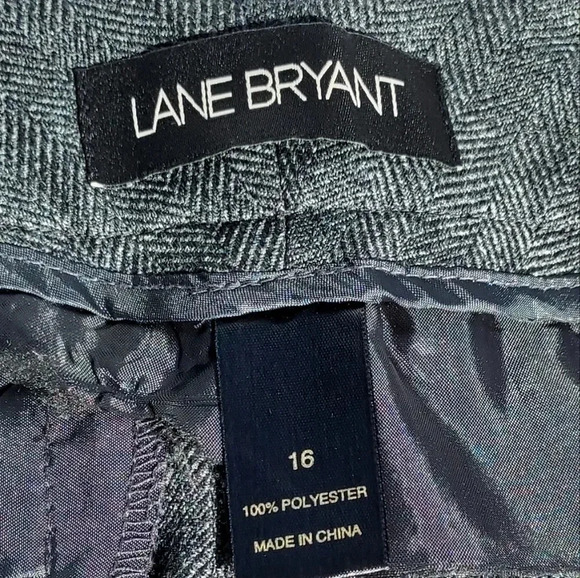 LANE BRYANT
16
100% POLYESTER
MADE IN CHINA